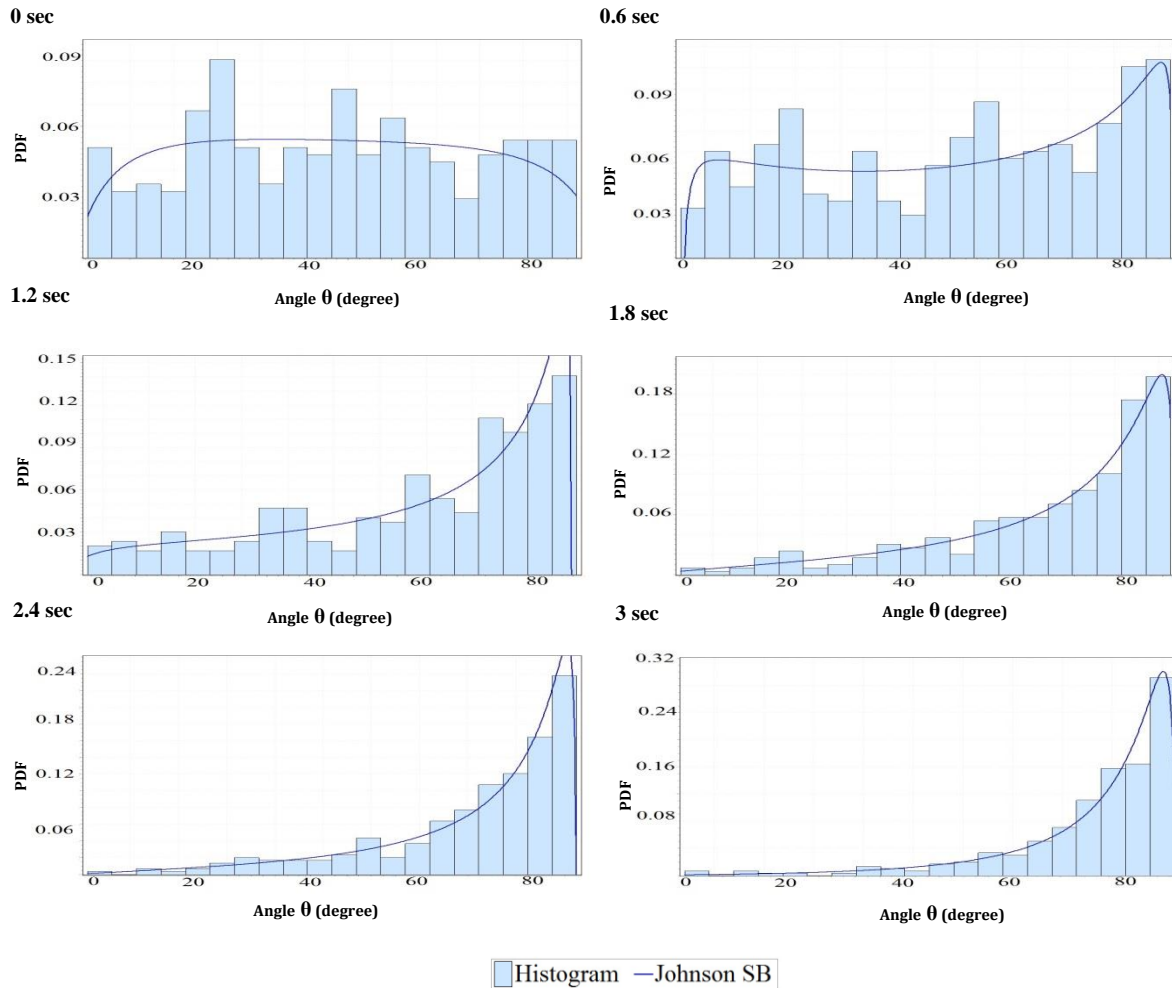 0 sec
0.09
0.06
0.03
PDF
0 20 40 60 80
Angle θ (degree)
0.6 sec
0.09
0.06
0.03
PDF
0 20 40 60 80
Angle θ (degree)
1.2 sec
0.15
0.12
0.09
0.06
0.03
PDF
0 20 40 60 80
Angle θ (degree)
1.8 sec
0.18
0.12
0.06
PDF
0 20 40 60 80
Angle θ (degree)
2.4 sec
0.24
0.18
0.12
0.06
PDF
0 20 40 60 80
Angle θ (degree)
3 sec
0.32
0.24
0.16
0.08
PDF
0 20 40 60 80
Angle θ (degree)
Histogram Johnson SB